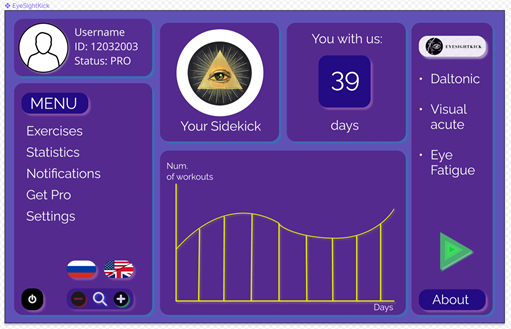 EyeSightKick
Username
ID: 12032003
Status: PRO
MENU
Exercises
Statistics
Notifications
Get Pro
Settings
Your Sidekick
You with us:
39
days
Num.
of workouts
Days
EYESIGHTKICK
• Daltonic
• Visual
acute
• Eye
Fatigue
About